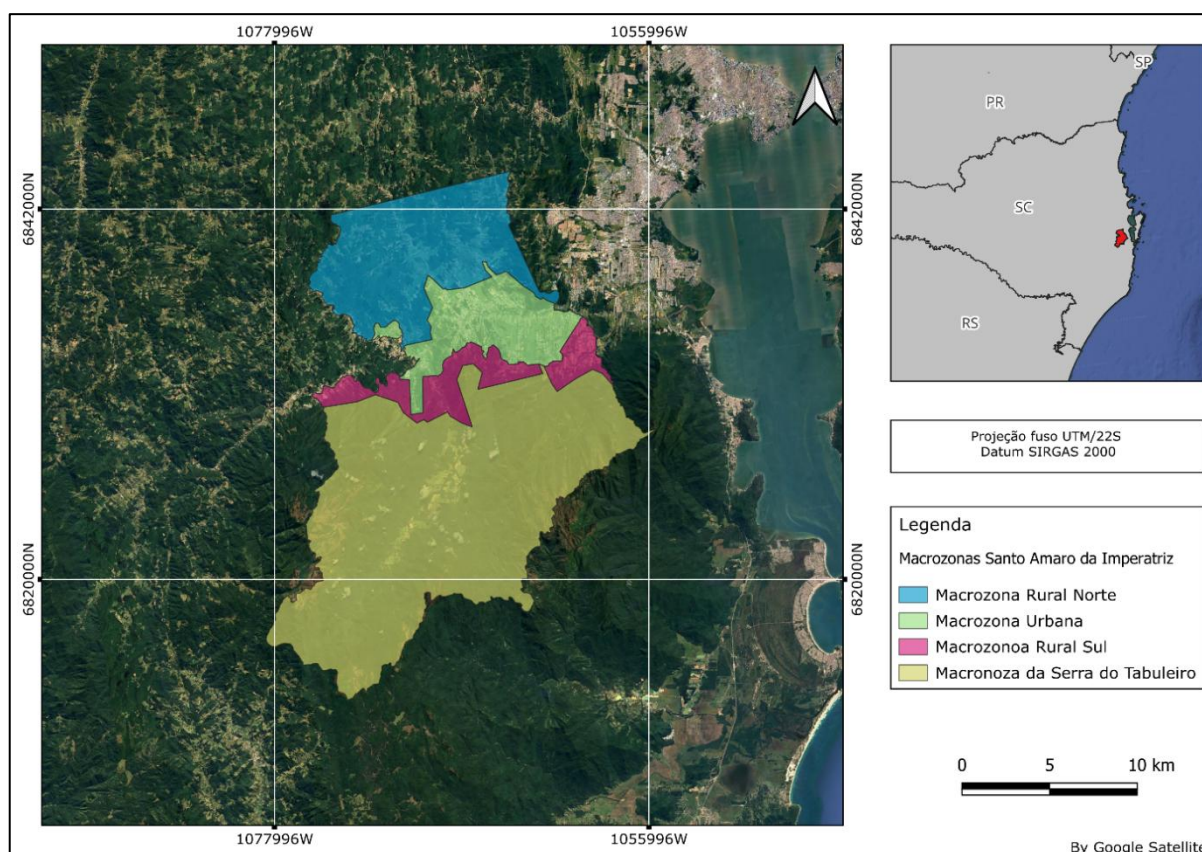 1077996W
1055996W
6842000N
6842000N
6820000N
6820000N
1077996W
1055996W
SP
PR
SC
RS
Projeção fuso UTM/22S
Datum SIRGAS 2000
Legenda
Macrozonas Santo Amaro da Imperatriz
Macrozona Rural Norte
Macrozona Urbana
Macrozonoa Rural Sul
Macronoza da Serra do Tabuleiro
0 5 10 km
By Google Satellite